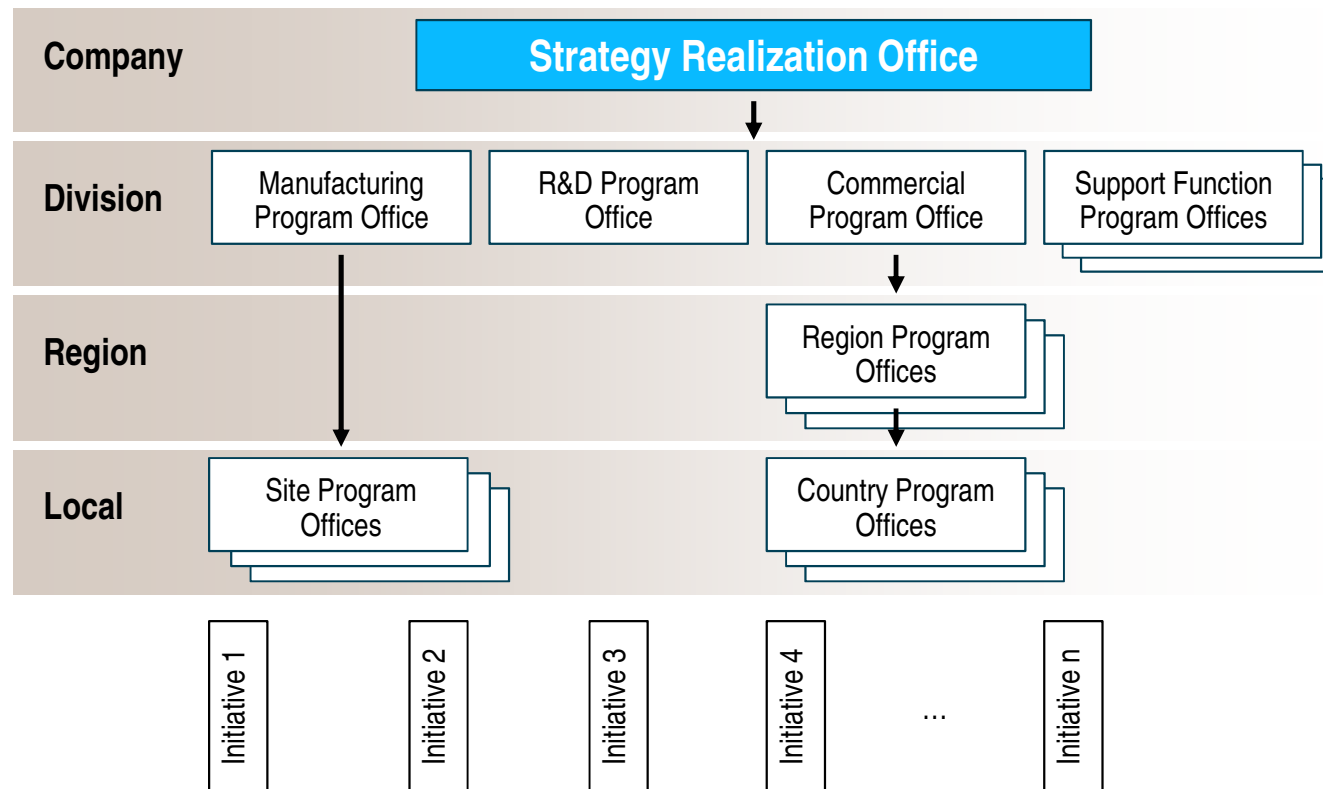 Company
Strategy Realization Office
Division
Manufacturing
Program Office
R&D Program
Office
Commercial
Program Office
Support Function
Program Offices
Region
Region Program
Offices
Local
Site Program
Offices
Country Program
Offices
Initiative 1
Initiative 2
Initiative 3
Initiative 4
...
Initiative n